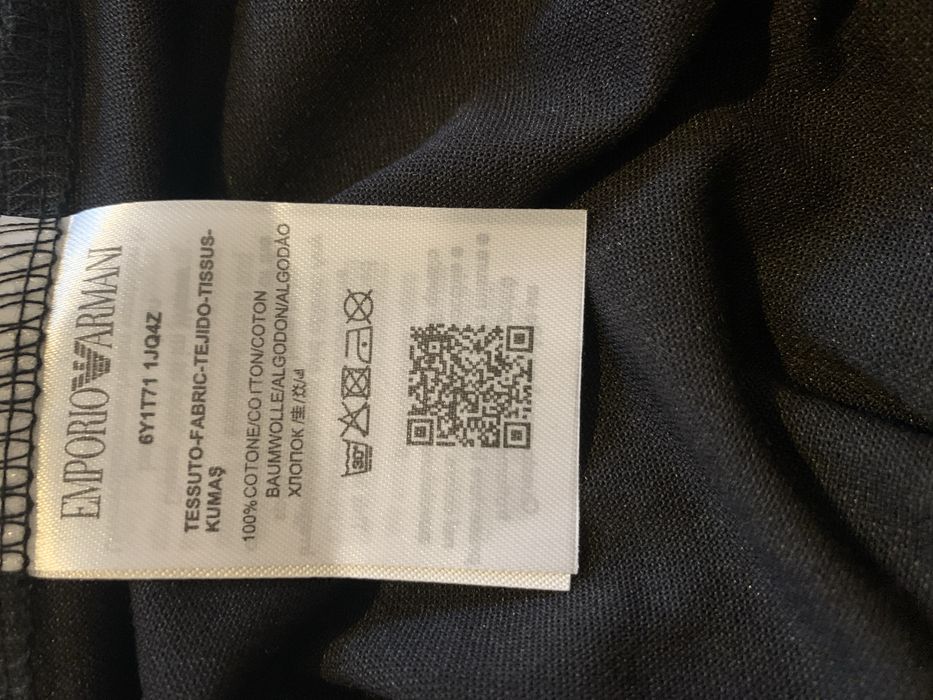 EMPORIO ARMANI
6Y1T71 1JQ4Z
TESSUTO-FABRIC-TEJIDO-TISSUS-
KUMAŞ
100%COTONE/COTTON/COTON
BAUMWOLLE/ALGODON/ALGODÃO
ХЛОПОК
30°